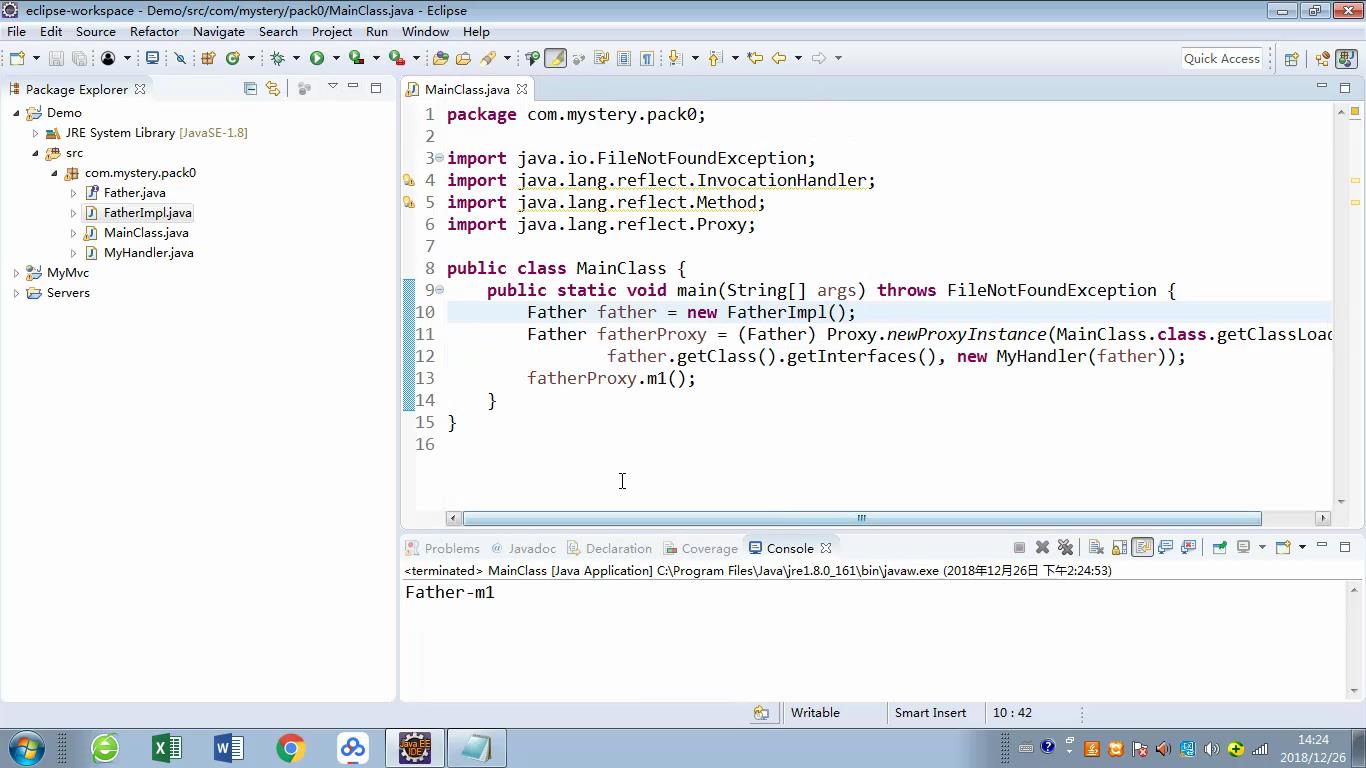 eclipse-workspace - Demo/src/com/mystery/pack0/MainClass.java - Eclipse
File Edit Source Refactor Navigate Search Project Run Window Help
Quick Access
Package Explorer
Demo
JRE System Library [JavaSE-1.8]
src
com.mystery.pack0
Father.java
FatherImpl.java
MainClass.java
MyHandler.java
MyMvc
Servers
MainClass.java
1 package com.mystery.pack0;
2
3 import java.io.FileNotFoundException;
4 import java.lang.reflect.InvocationHandler;
5 import java.lang.reflect.Method;
6 import java.lang.reflect.Proxy;
7
8 public class MainClass {
9 public static void main(String[] args) throws FileNotFoundException {
10 Father father = new FatherImpl();
11 Father fatherProxy = (Father) Proxy.newProxyInstance(MainClass.class.getClassLoad
12 father.getClass().getInterfaces(), new MyHandler(father));
13 fatherProxy.m1();
14 }
15 }
16
Problems @ Javadoc Declaration Coverage Console
<terminated> MainClass [Java Application] C:\Program Files\Java\jre1.8.0_161\bin\javaw.exe (2018年12月26日 下午2:24:53)
Father-m1
Writable Smart Insert 10 : 42
Java EE IDE
14:24
2018/12/26